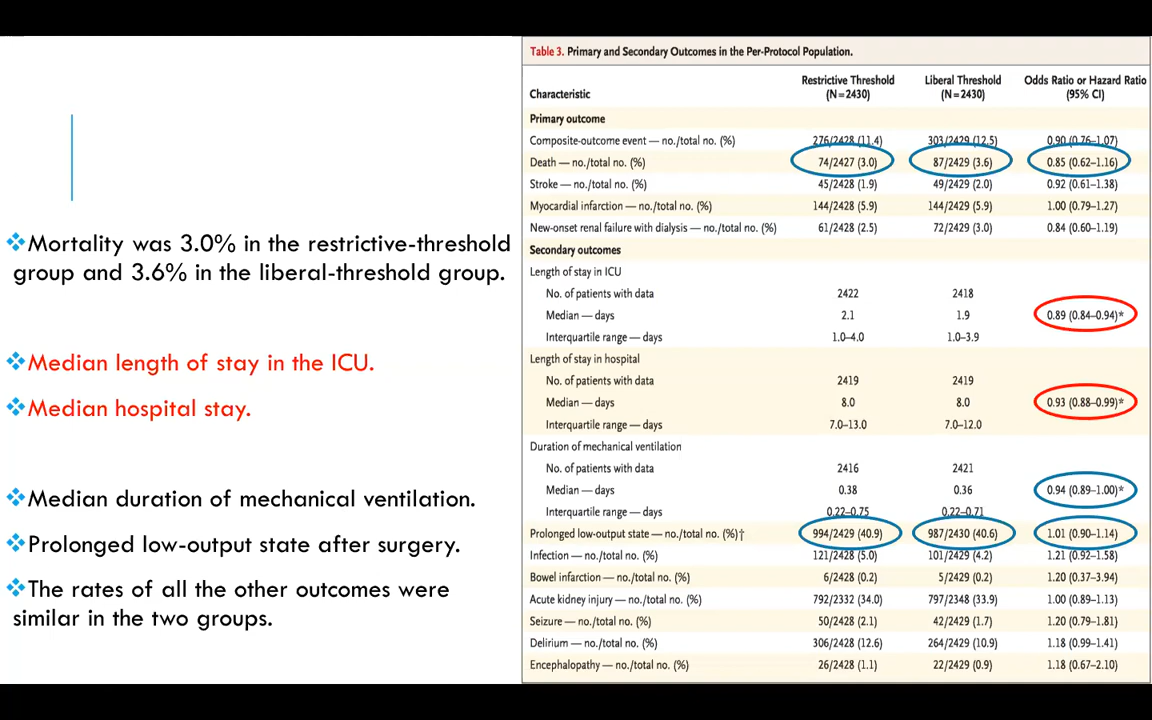 ❖Mortality was 3.0% in the restrictive-threshold
group and 3.6% in the liberal-threshold group.
❖Median length of stay in the ICU.
❖Median hospital stay.
❖Median duration of mechanical ventilation.
❖Prolonged low-output state after surgery.
❖The rates of all the other outcomes were
similar in the two groups.
Table 3. Primary and Secondary Outcomes in the Per-Protocol Population.
Characteristic Restrictive Threshold (N=2430) Liberal Threshold (N=2430) Odds Ratio or Hazard Ratio (95% CI)
Primary outcome
Composite-outcome event — no./total no. (%) 276/2428 (11.4) 303/2429 (12.5) 0.90 (0.76–1.07)
Death — no./total no. (%) 74/2427 (3.0) 87/2429 (3.6) 0.85 (0.62–1.16)
Stroke — no./total no. (%) 45/2428 (1.9) 49/2429 (2.0) 0.92 (0.61–1.38)
Myocardial infarction — no./total no. (%) 144/2428 (5.9) 144/2429 (5.9) 1.00 (0.79–1.27)
New-onset renal failure with dialysis — no./total no. (%) 61/2428 (2.5) 72/2429 (3.0) 0.84 (0.60–1.19)
Secondary outcomes
Length of stay in ICU
No. of patients with data 2422 2418
Median — days 2.1 1.9 0.89 (0.84–0.94)*
Interquartile range — days 1.0–4.0 1.0–3.9
Length of stay in hospital
No. of patients with data 2419 2419
Median — days 8.0 8.0 0.93 (0.88–0.99)*
Interquartile range — days 7.0–13.0 7.0–12.0
Duration of mechanical ventilation
No. of patients with data 2416 2421
Median — days 0.38 0.36 0.94 (0.89–1.00)*
Interquartile range — days 0.22–0.75 0.22–0.71
Prolonged low-output state — no./total no. (%)† 994/2429 (40.9) 987/2430 (40.6) 1.01 (0.90–1.14)
Infection — no./total no. (%) 121/2428 (5.0) 101/2429 (4.2) 1.21 (0.92–1.58)
Bowel infarction — no./total no. (%) 6/2428 (0.2) 5/2429 (0.2) 1.20 (0.37–3.94)
Acute kidney injury — no./total no. (%) 792/2332 (34.0) 797/2348 (33.9) 1.00 (0.89–1.13)
Seizure — no./total no. (%) 50/2428 (2.1) 42/2429 (1.7) 1.20 (0.79–1.81)
Delirium — no./total no. (%) 306/2428 (12.6) 264/2429 (10.9) 1.18 (0.99–1.41)
Encephalopathy — no./total no. (%) 26/2428 (1.1) 22/2429 (0.9) 1.18 (0.67–2.10)